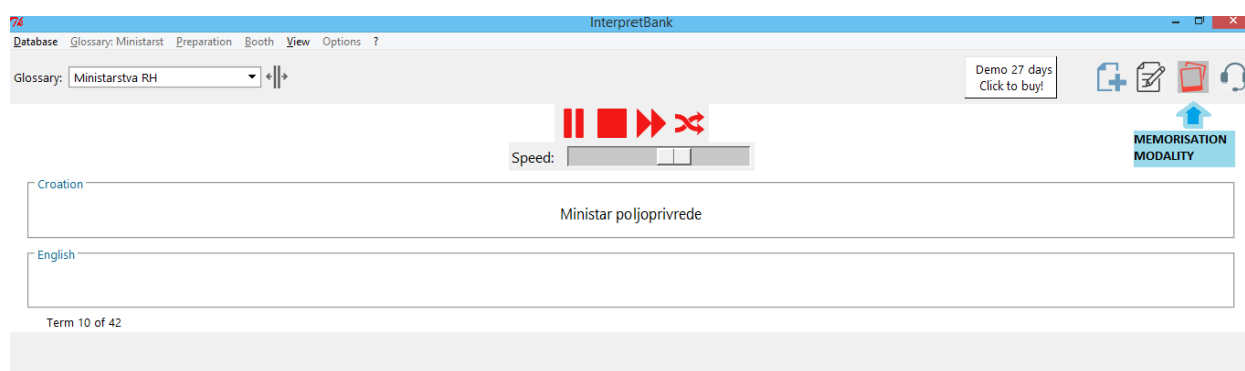 InterpretBank
Database Glossary: Ministarst Preparation Booth View Options ?
Glossary: Ministarstva RH
Demo 27 days
Click to buy!
Speed:
MEMORISATION
MODALITY
Croation
Ministar poljoprivrede
English
Term 10 of 42